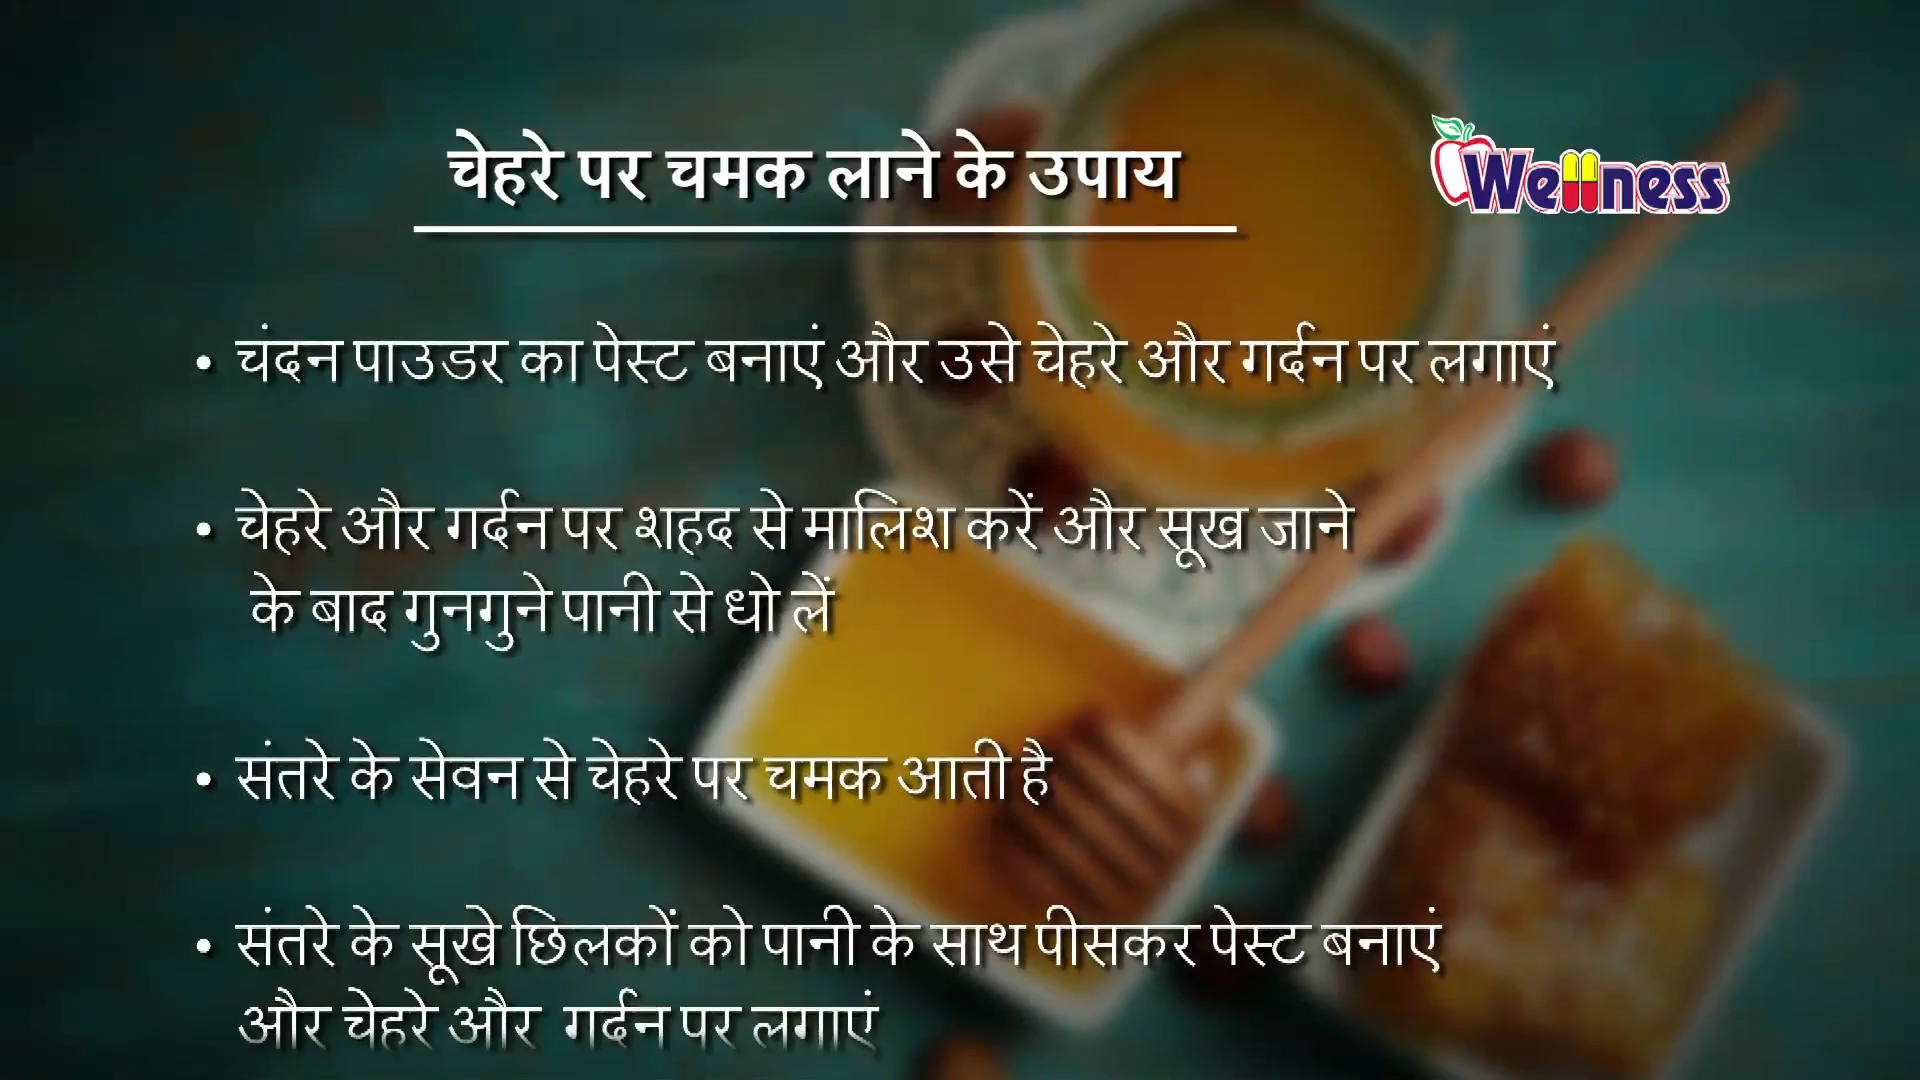 चेहरे पर चमक लाने के उपाय
Wellness
• चंदन पाउडर का पेस्ट बनाएं और उसे चेहरे और गर्दन पर लगाएं
• चेहरे और गर्दन पर शहद से मालिश करें और सूख जाने
के बाद गुनगुने पानी से धो लें
• संतरे के सेवन से चेहरे पर चमक आती है
• संतरे के सूखे छिलकों को पानी के साथ पीसकर पेस्ट बनाएं
और चेहरे और गर्दन पर लगाएं